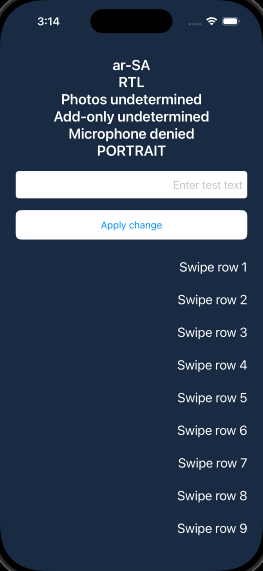 3:14
ar-SA
RTL
Photos undetermined
Add-only undetermined
Microphone denied
PORTRAIT
Enter test text
Apply change
Swipe row 1
Swipe row 2
Swipe row 3
Swipe row 4
Swipe row 5
Swipe row 6
Swipe row 7
Swipe row 8
Swipe row 9